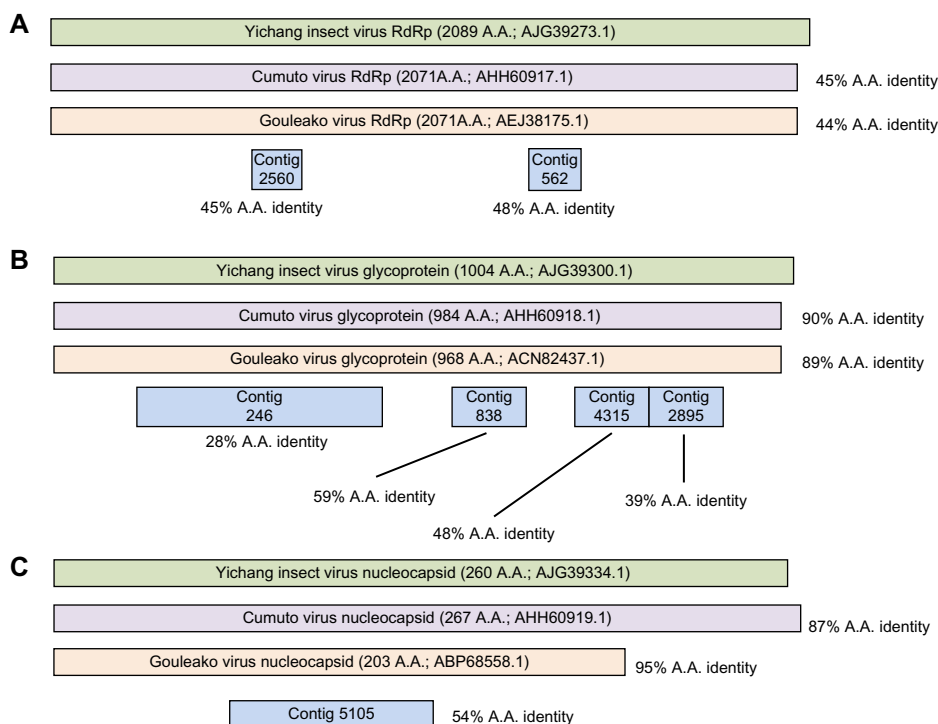 A
Yichang insect virus RdRp (2089 A.A.; AJG39273.1)
Cumuto virus RdRp (2071A.A.; AHH60917.1)
45% A.A. identity
Gouleako virus RdRp (2071A.A.; AEJ38175.1)
44% A.A. identity
Contig
2560
Contig
562
45% A.A. identity
48% A.A. identity
B
Yichang insect virus glycoprotein (1004 A.A.; AJG39300.1)
Cumuto virus glycoprotein (984 A.A.; AHH60918.1)
90% A.A. identity
Gouleako virus glycoprotein (968 A.A.; ACN82437.1)
89% A.A. identity
Contig
246
Contig
838
Contig
4315
Contig
2895
28% A.A. identity
59% A.A. identity
39% A.A. identity
48% A.A. identity
C
Yichang insect virus nucleocapsid (260 A.A.; AJG39334.1)
Cumuto virus nucleocapsid (267 A.A.; AHH60919.1)
87% A.A. identity
Gouleako virus nucleocapsid (203 A.A.; ABP68558.1)
95% A.A. identity
Contig 5105
54% A.A. identity